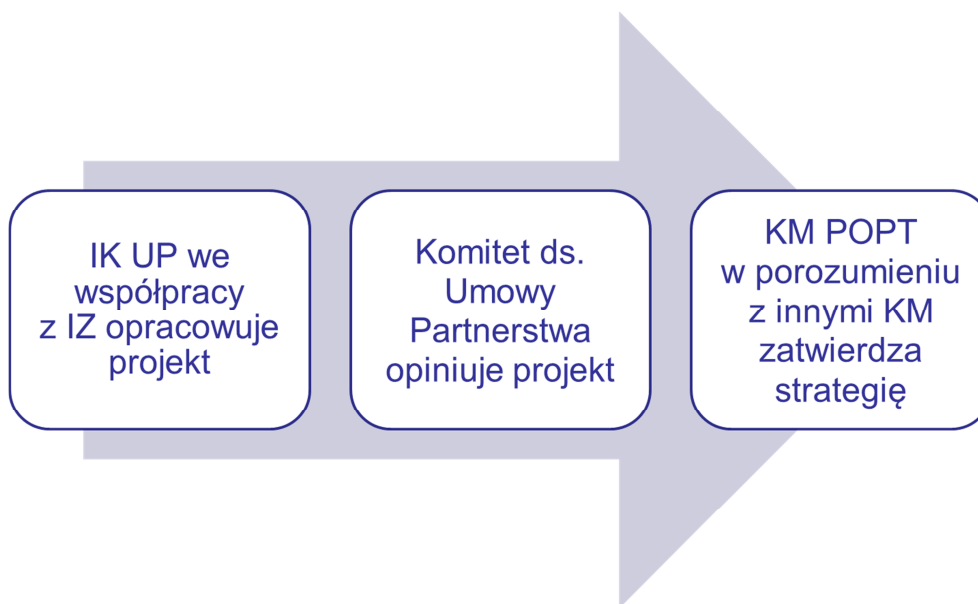 IK UP we
współpracy
z IZ opracowuje
projekt
Komitet ds.
Umowy
Partnerstwa
opiniuje projekt
KM POPT
w porozumieniu
z innymi KM
zatwierdza
strategię